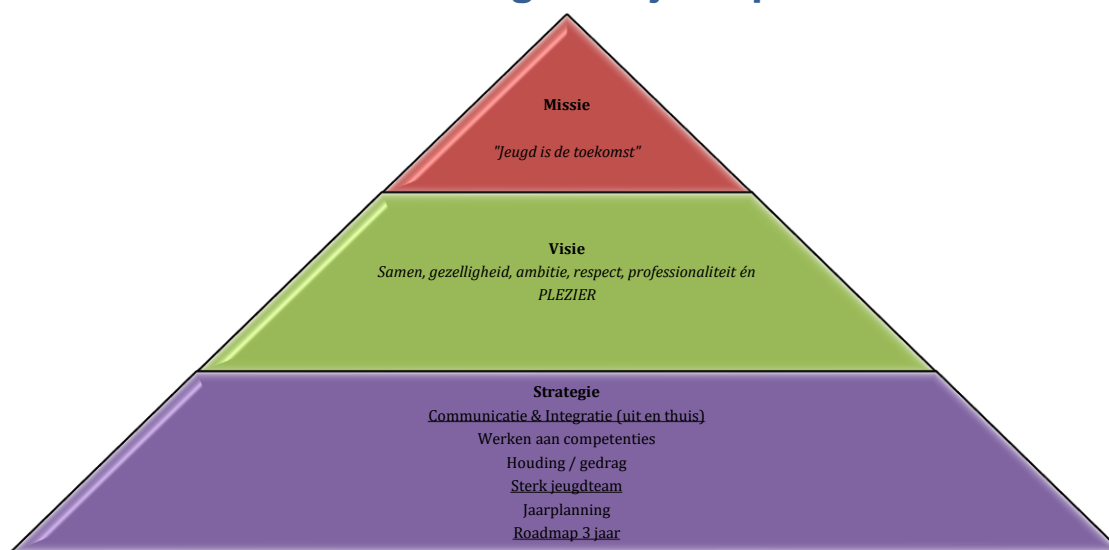 Missie
"Jeugd is de toekomst"
Visie
Samen, gezelligheid, ambitie, respect, professionaliteit én
PLEZIER
Strategie
Communicatie & Integratie (uit en thuis)
Werken aan competenties
Houding / gedrag
Sterk jeugdteam
Jaarplanning
Roadmap 3 jaar